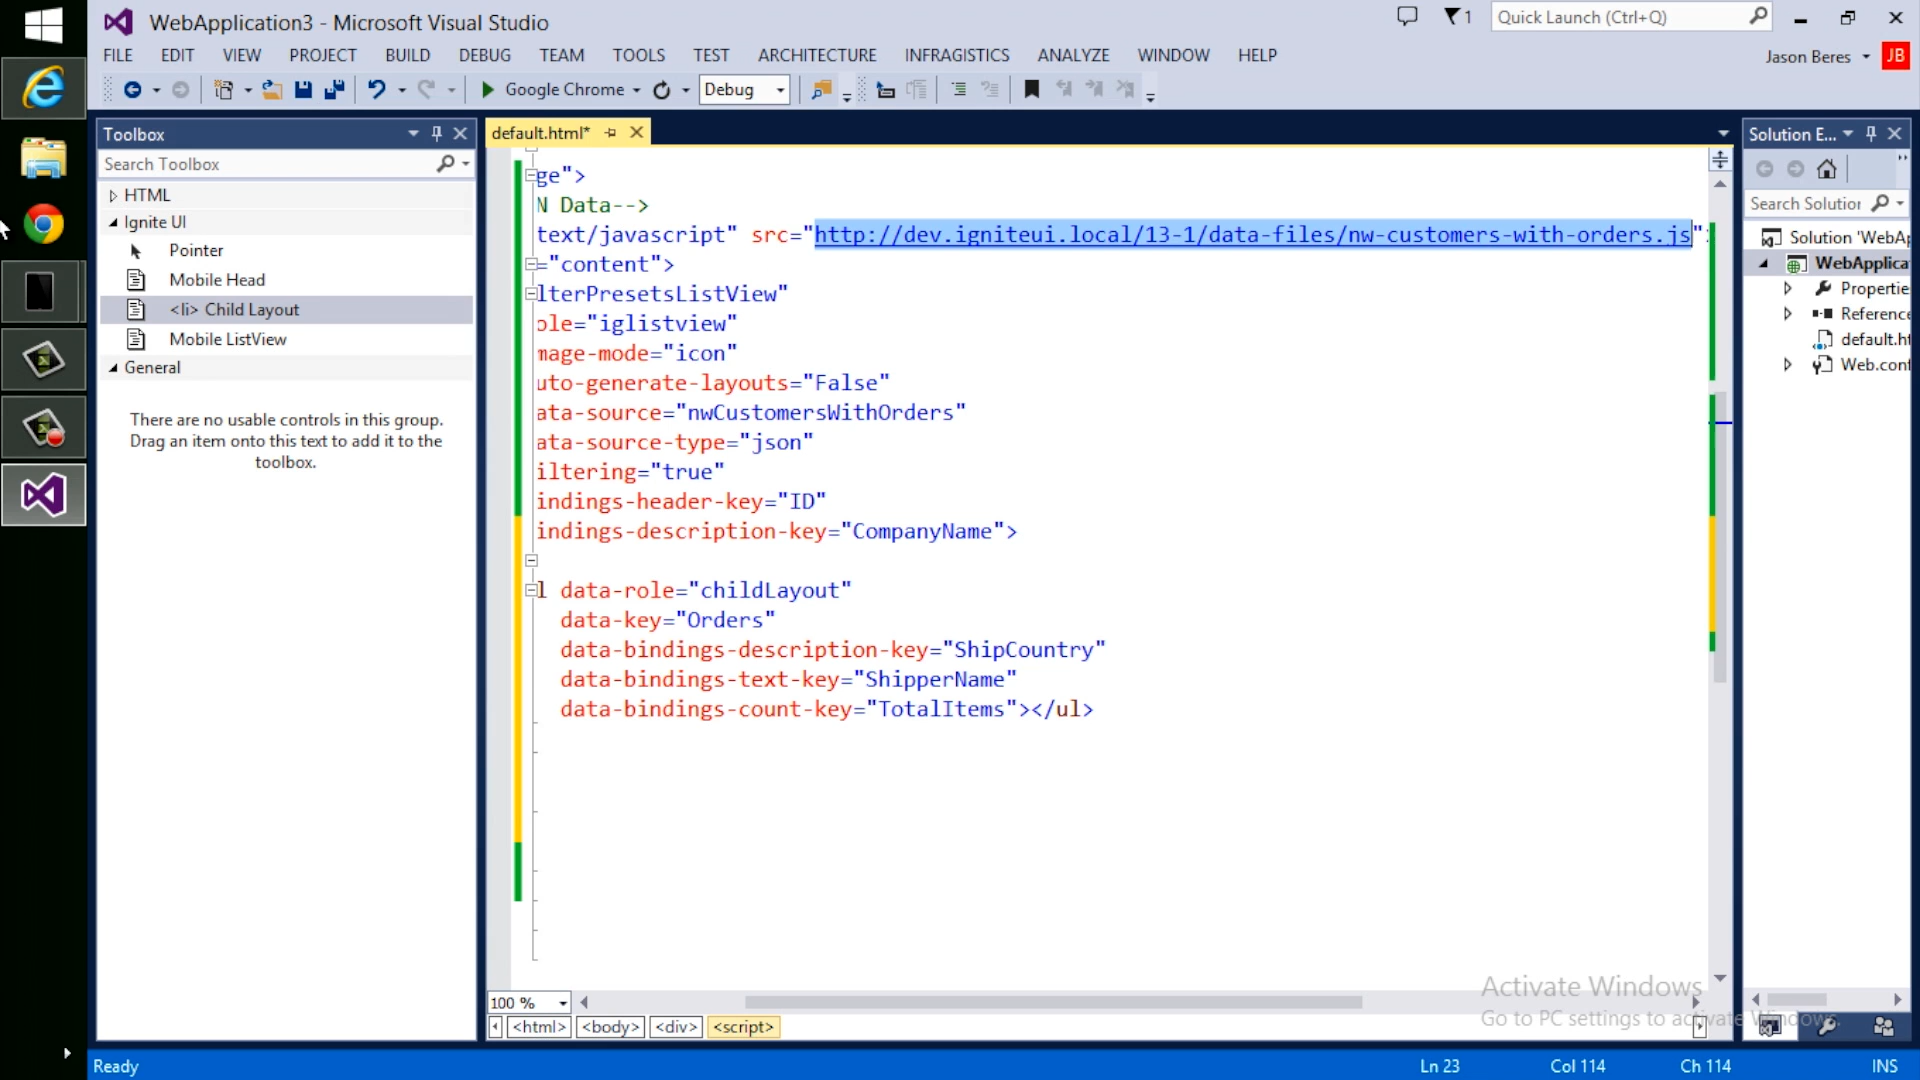 WebApplication3 - Microsoft Visual Studio
1
Quick Launch (Ctrl+Q)
FILE EDIT VIEW PROJECT BUILD DEBUG TEAM TOOLS TEST ARCHITECTURE INFRAGISTICS ANALYZE WINDOW HELP
Jason Beres
JB
Google Chrome
Debug
Toolbox
Search Toolbox
HTML
Ignite UI
Pointer
Mobile Head
<li> Child Layout
Mobile ListView
General
There are no usable controls in this group.
Drag an item onto this text to add it to the
toolbox.
default.html*
ge">
N Data-->
text/javascript" src="http://dev.igniteui.local/13-1/data-files/nw-customers-with-orders.js"
="content">
lterPresetsListView"
ole="iglistview"
mage-mode="icon"
uto-generate-layouts="False"
ata-source="nwCustomersWithOrders"
ata-source-type="json"
iltering="true"
indings-header-key="ID"
indings-description-key="CompanyName">
l data-role="childLayout"
data-key="Orders"
data-bindings-description-key="ShipCountry"
data-bindings-text-key="ShipperName"
data-bindings-count-key="TotalItems"></ul>
100 %
<html> <body> <div> <script>
Solution E...
Search Solution
Solution 'WebAp
WebApplica
Propertie
Reference
default.ht
Web.conf
Activate Windows
Go to PC settings to activate Windows.
Ready
Ln 23
Col 114
Ch 114
INS